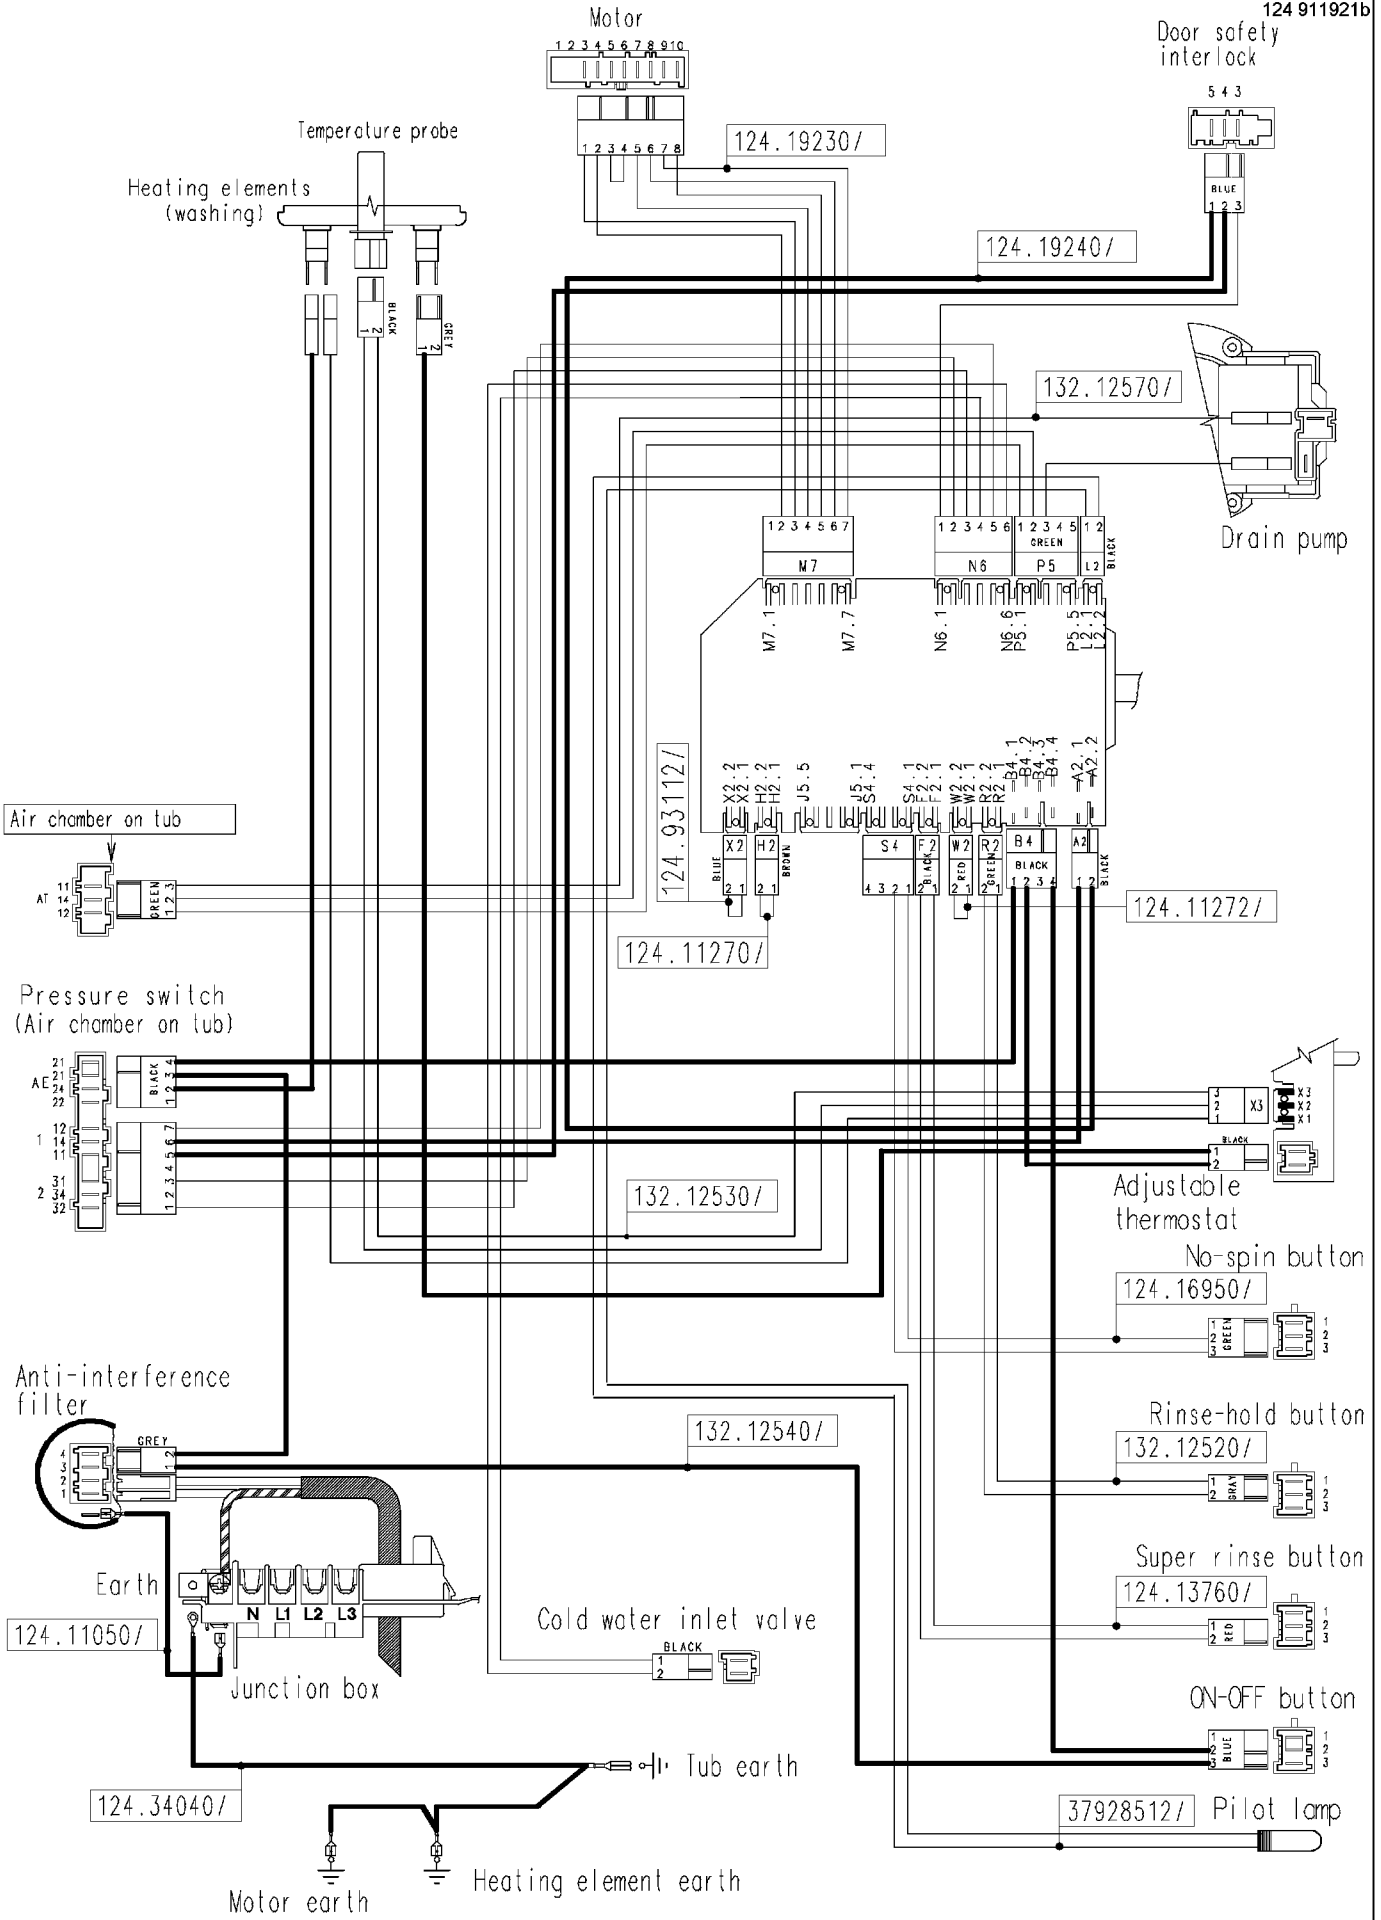 124 911921b
Motor
1 2 3 4 5 6 7 8 9 10
Door safety
interlock
5 4 3
Temperature probe
1 2 3 4 5 6 7 8
124.19230/
Heating elements
(washing)
BLUE
1 2 3
124.19240/
BLACK
1 2
GREY
1 2
132.12570/
Drain pump
1 2 3 4 5 6 7
M7
1 2 3 4 5 6
N6
1 2 3 4 5
GREEN
P5
1 2
L2
BLACK
M7.1
M7.7
N6.1
N6.6
P5.1
P5.5
L2.1
L2.2
124.93112/
X2.2
X2.1
H2.2
H2.1
J5.5
J5.1
S4.4
S4.1
F2.2
F2.1
W2.2
W2.1
R2.2
R2.1
B4.1
B4.2
B4.3
B4.4
A2.1
A2.2
Air chamber on tub
BLUE
X2
2 1
H2
2 1
BROWN
S4
4 3 2 1
F2
BLACK
2 1
W2
RED
2 1
R2
GREEN
2 1
B4
BLACK
1 2 3 4
A2
1 2
BLACK
AT
11
14
12
GREEN
1 2 3
124.11272/
124.11270/
Pressure switch
(Air chamber on tub)
AE
21
21
24
22
BLACK
1 2 3 4
1
12
14
11
2
31
34
32
1 2 3 4 5 6 7
3
2
1
X3
X3
X2
X1
BLACK
1
2
Adjustable
thermostat
132.12530/
No-spin button
124.16950/
1
2
3
GREEN
1
2
3
Anti-interference
filter
GREY
4
3
2
1
1 2
132.12540/
Rinse-hold button
132.12520/
1
2
GRAY
1
2
3
Super rinse button
124.13760/
1
2
RED
1
2
3
Earth
N L1 L2 L3
124.11050/
Junction box
Cold water inlet valve
BLACK
1
2
ON-OFF button
1
2
3
BLUE
1
2
3
Tub earth
124.34040/
37928512/
Pilot lamp
Motor earth
Heating element earth